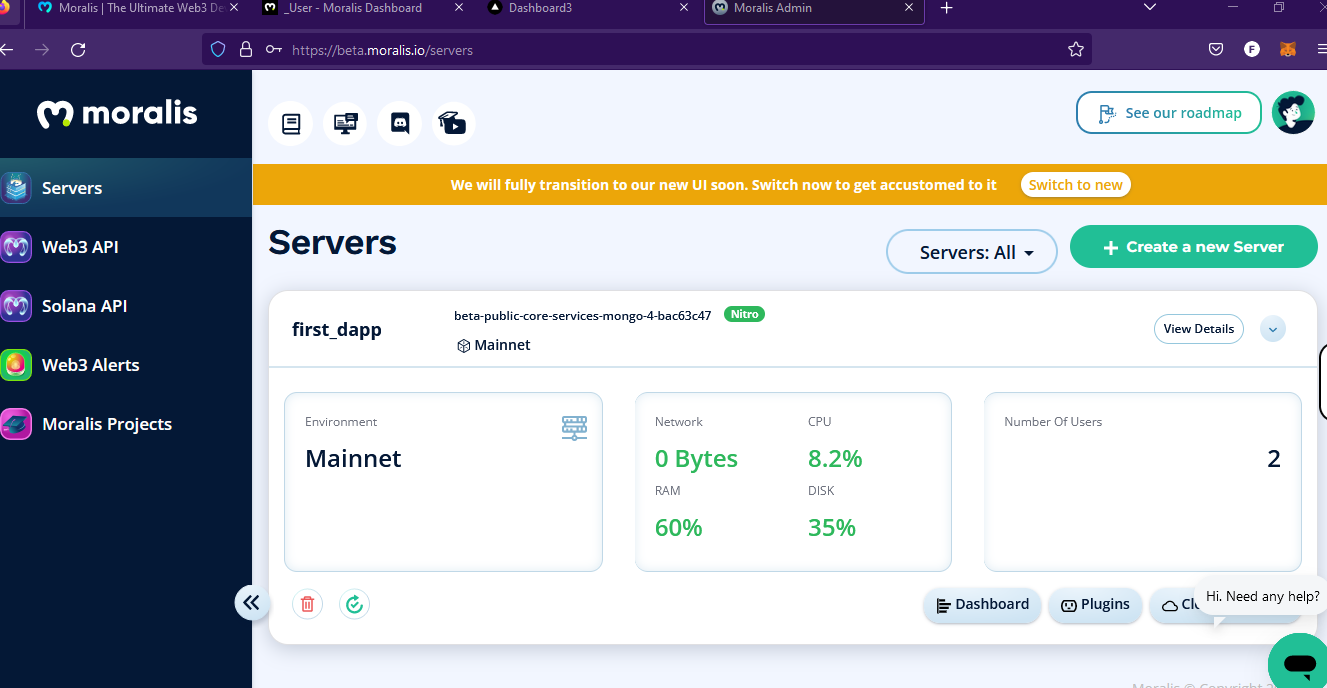 Moralis | The Ultimate Web3 De
_User - Moralis Dashboard
Dashboard3
Moralis Admin
https://beta.moralis.io/servers
F
moralis
See our roadmap
Servers
We will fully transition to our new UI soon. Switch now to get accustomed to it
Switch to new
Web3 API
Servers
Servers: All
Create a new Server
Solana API
first_dapp
beta-public-core-services-mongo-4-bac63c47
Nitro
Mainnet
View Details
Web3 Alerts
Moralis Projects
Environment
Mainnet
Network
0 Bytes
CPU
8.2%
RAM
60%
DISK
35%
Number Of Users
2
Dashboard
Plugins
Hi. Need any help?
Moralis © Copyright